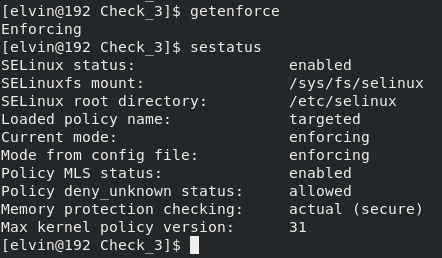 [elvin@192 Check_3]$ getenforce
Enforcing
[elvin@192 Check_3]$ sestatus
SELinux status:                 enabled
SELinuxfs mount:                /sys/fs/selinux
SELinux root directory:         /etc/selinux
Loaded policy name:             targeted
Current mode:                   enforcing
Mode from config file:          enforcing
Policy MLS status:              enabled
Policy deny_unknown status:     allowed
Memory protection checking:     actual (secure)
Max kernel policy version:      31
[elvin@192 Check_3]$